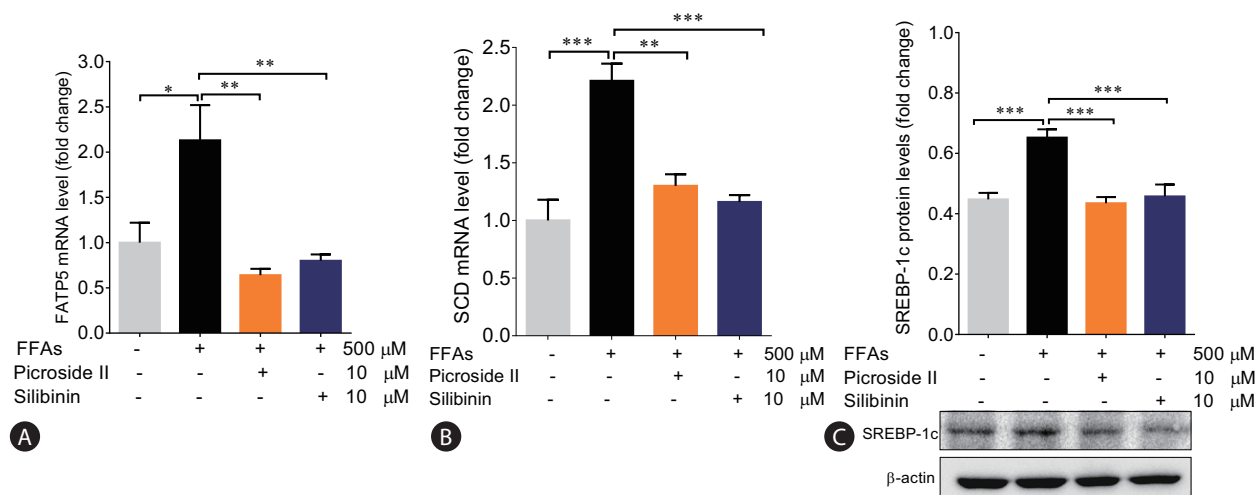 FATP5 mRNA level (fold change)
3.0
2.5
2.0
1.5
1.0
0.5
0.0
* ** **
FFAs - + + + 500 μM
Picroside II - - + - 10 μM
Silibinin - - - + 10 μM
A
SCD mRNA level (fold change)
2.5
2.0
1.5
1.0
0.5
0.0
*** ** ***
FFAs - + + + 500 μM
Picroside II - - + - 10 μM
Silibinin - - - + 10 μM
B
SREBP-1c protein levels (fold change)
1.0
0.8
0.6
0.4
0.2
0.0
*** *** ***
FFAs - + + + 500 μM
Picroside II - - + - 10 μM
Silibinin - - - + 10 μM
C
SREBP-1c
β-actin